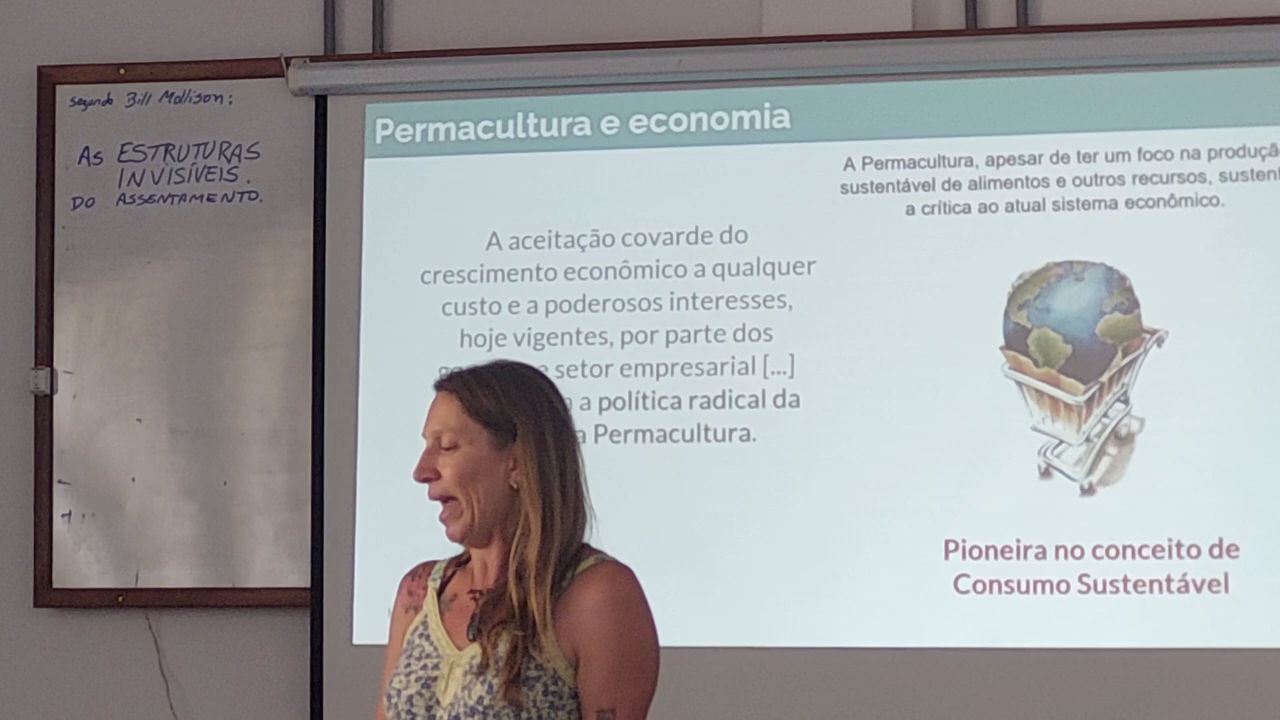 Segundo Bill Mollison:
AS ESTRUTURAS
INVISÍVEIS.
DO ASSENTAMENTO.
Permacultura e economia
A Permacultura, apesar de ter um foco na produçã
sustentável de alimentos e outros recursos, sustent
a crítica ao atual sistema econômico.
A aceitação covarde do
crescimento econômico a qualquer
custo e a poderosos interesses,
hoje vigentes, por parte dos
setor empresarial [...]
a política radical da
Permacultura.
Pioneira no conceito de
Consumo Sustentável